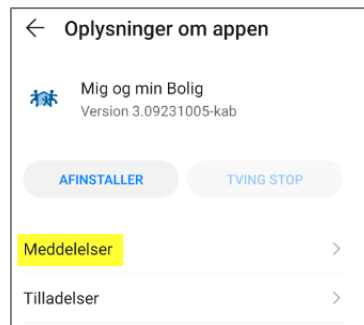 Oplysninger om appen
Mig og min Bolig
Version 3.09231005-kab
AFINSTALLER
TVING STOP
Meddelelser
Tilladelser